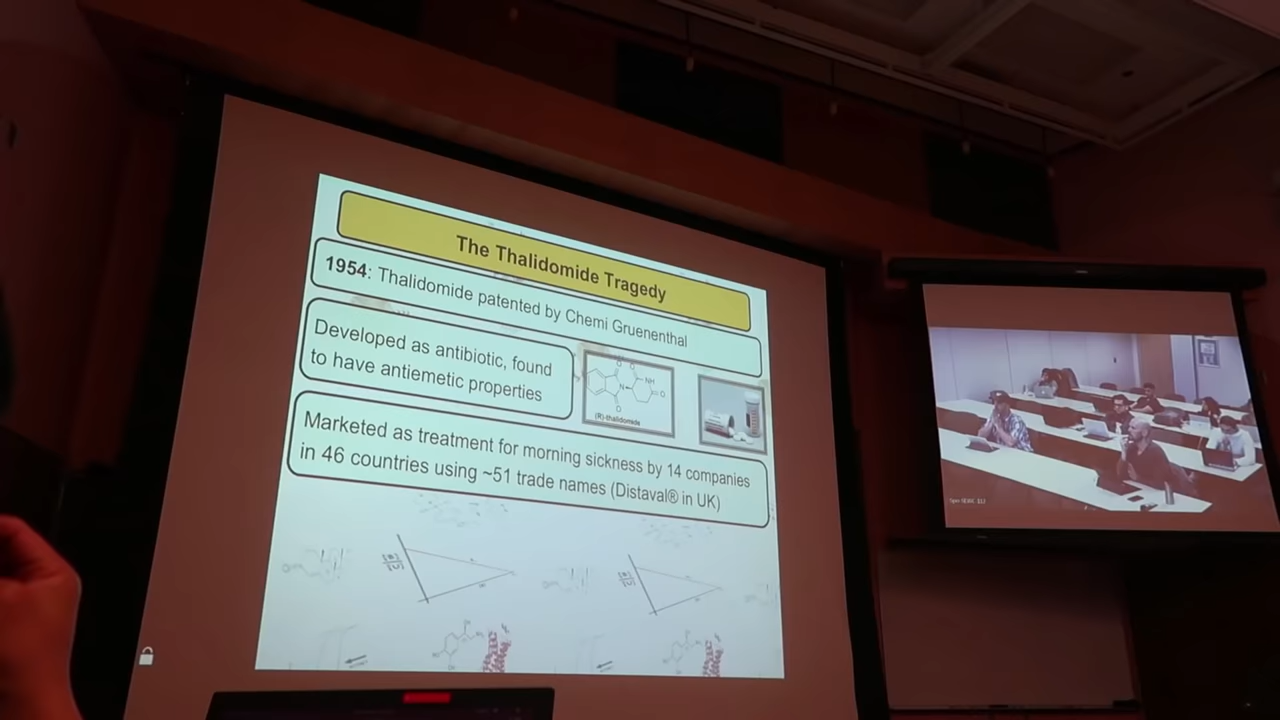 The Thalidomide Tragedy
1954: Thalidomide patented by Chemi Gruenenthal
Developed as antibiotic, found
to have antiemetic properties
O
O
NH
N
O
O
(R)-thalidomide
Marketed as treatment for morning sickness by 14 companies
in 46 countries using ~51 trade names (Distaval® in UK)